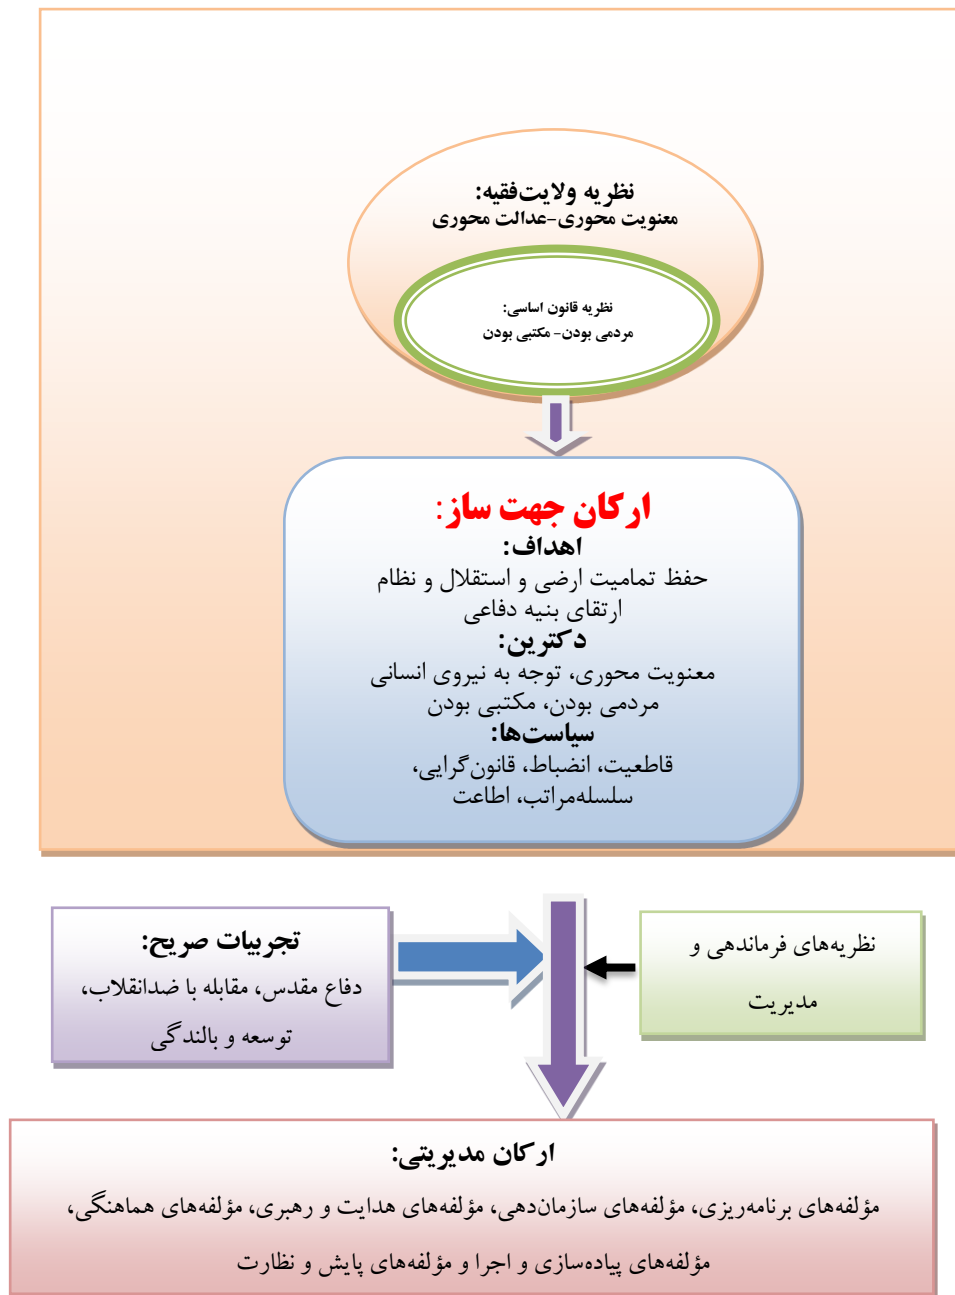 نظریه ولایت‌فقیه:
معنویت محوری-عدالت محوری
نظریه قانون اساسی:
مردمی بودن- مکتبی بودن
ارکان جهت ساز:
اهداف:
حفظ تمامیت ارضی و استقلال و نظام
ارتقای بنیه دفاعی
دکترین:
معنویت محوری، توجه به نیروی انسانی
مردمی بودن، مکتبی بودن
سیاست‌ها:
قاطعیت، انضباط، قانون‌گرایی،
سلسله‌مراتب، اطاعت
نظریه‌های فرماندهی و
مدیریت
تجربیات صریح:
دفاع مقدس، مقابله با ضدانقلاب،
توسعه و بالندگی
ارکان مدیریتی:
مؤلفه‌های برنامه‌ریزی، مؤلفه‌های سازمان‌دهی، مؤلفه‌های هدایت و رهبری، مؤلفه‌های هماهنگی،
مؤلفه‌های پیاده‌سازی و اجرا و مؤلفه‌های پایش و نظارت